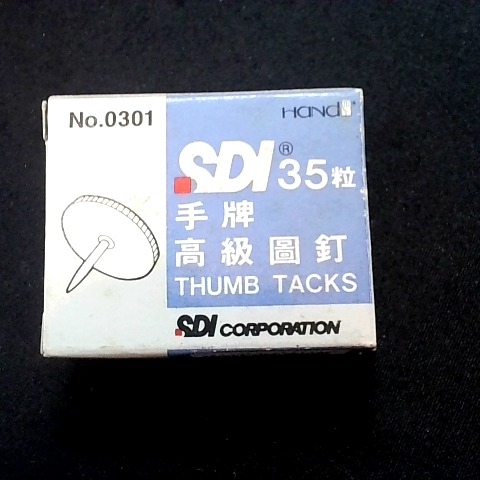 No.0301
Hand
SDI® 35粒
手牌
高級圖釘
THUMB TACKS
SDI CORPORATION